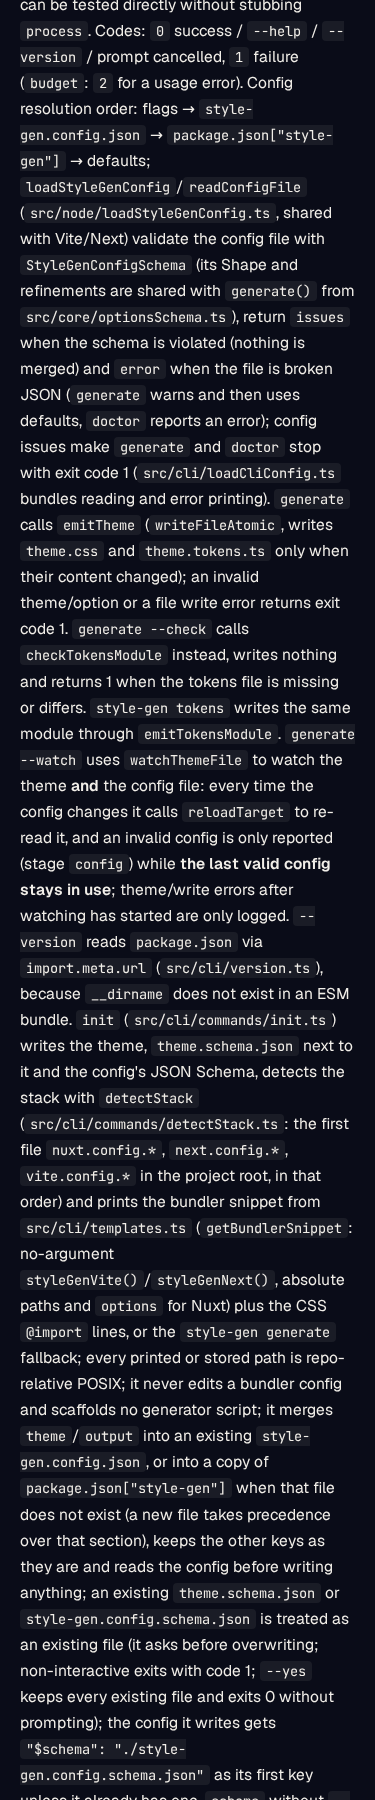 can be tested directly without stubbing
process. Codes: 0 success / --help / --
version / prompt cancelled, 1 failure
(budget: 2 for a usage error). Config
resolution order: flags → style-
gen.config.json → package.json["style-
gen"] → defaults;
loadStyleGenConfig/readConfigFile
(src/node/loadStyleGenConfig.ts, shared
with Vite/Next) validate the config file with
StyleGenConfigSchema (its Shape and
refinements are shared with generate() from
src/core/optionsSchema.ts), return issues
when the schema is violated (nothing is
merged) and error when the file is broken
JSON (generate warns and then uses
defaults, doctor reports an error); config
issues make generate and doctor stop
with exit code 1 (src/cli/loadCliConfig.ts
bundles reading and error printing). generate
calls emitTheme (writeFileAtomic, writes
theme.css and theme.tokens.ts only when
their content changed); an invalid
theme/option or a file write error returns exit
code 1. generate --check calls
checkTokensModule instead, writes nothing
and returns 1 when the tokens file is missing
or differs. style-gen tokens writes the same
module through emitTokensModule. generate
--watch uses watchThemeFile to watch the
theme and the config file: every time the
config changes it calls reloadTarget to re-
read it, and an invalid config is only reported
(stage config) while the last valid config
stays in use; theme/write errors after
watching has started are only logged. --
version reads package.json via
import.meta.url (src/cli/version.ts),
because __dirname does not exist in an ESM
bundle. init (src/cli/commands/init.ts)
writes the theme, theme.schema.json next to
it and the config's JSON Schema, detects the
stack with detectStack
(src/cli/commands/detectStack.ts: the first
file nuxt.config.*, next.config.*,
vite.config.* in the project root, in that
order) and prints the bundler snippet from
src/cli/templates.ts (getBundlerSnippet:
no-argument
styleGenVite()/styleGenNext(), absolute
paths and options for Nuxt) plus the CSS
@import lines, or the style-gen generate
fallback; every printed or stored path is repo-
relative POSIX; it never edits a bundler config
and scaffolds no generator script; it merges
theme/output into an existing style-
gen.config.json, or into a copy of
package.json["style-gen"] when that file
does not exist (a new file takes precedence
over that section), keeps the other keys as
they are and reads the config before writing
anything; an existing theme.schema.json or
style-gen.config.schema.json is treated as
an existing file (it asks before overwriting;
non-interactive exits with code 1; --yes
keeps every existing file and exits 0 without
prompting); the config it writes gets
"$schema": "./style-
gen.config.schema.json" as its first key